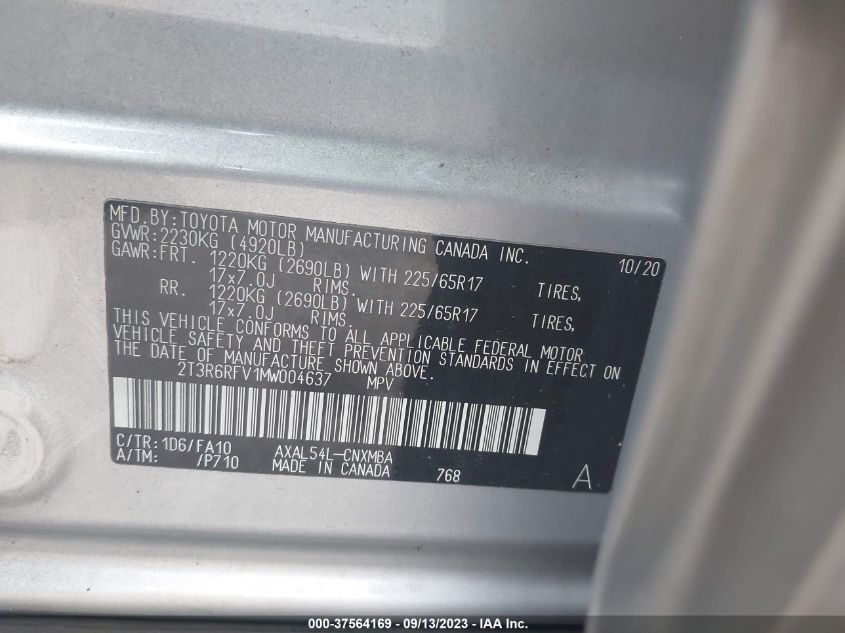 MFD.BY:TOYOTA MOTOR MANUFACTURING CANADA INC.
GVWR:2230KG (4920LB) 10/20
GAWR:FRT. 1220KG (2690LB) WITH 225/65R17 TIRES,
17x7.0J RIMS.
RR. 1220KG (2690LB) WITH 225/65R17 TIRES,
17x7.0J RIMS.
THIS VEHICLE CONFORMS TO ALL APPLICABLE FEDERAL MOTOR
VEHICLE SAFETY AND THEFT PREVENTION STANDARDS IN EFFECT ON
THE DATE OF MANUFACTURE SHOWN ABOVE.
2T3R6RFV1MW004637 MPV
C/TR:1D6/FA10 AXAL54L-CNXMBA
A/TM: /P710 MADE IN CANADA 768 A
000-37564169 - 09/13/2023 - IAAI.com